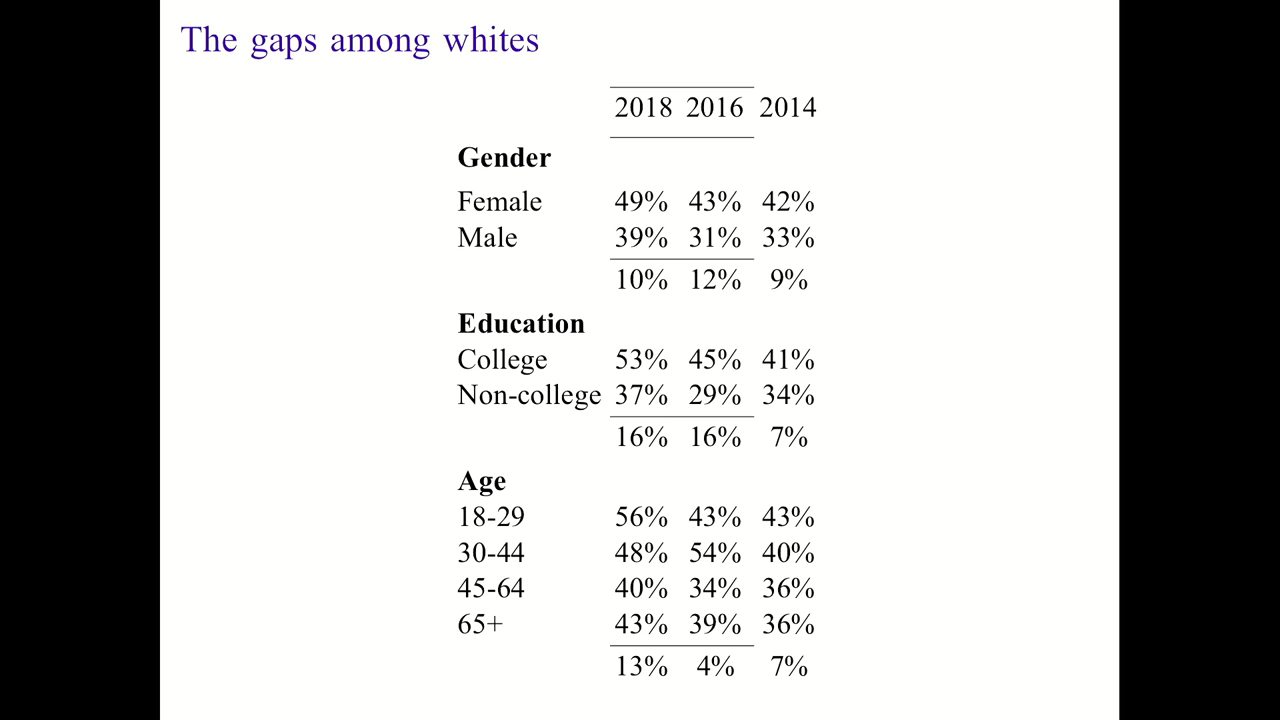 The gaps among whites
2018 2016 2014
Gender
Female 49% 43% 42%
Male 39% 31% 33%
10% 12% 9%
Education
College 53% 45% 41%
Non-college 37% 29% 34%
16% 16% 7%
Age
18-29 56% 43% 43%
30-44 48% 54% 40%
45-64 40% 34% 36%
65+ 43% 39% 36%
13% 4% 7%